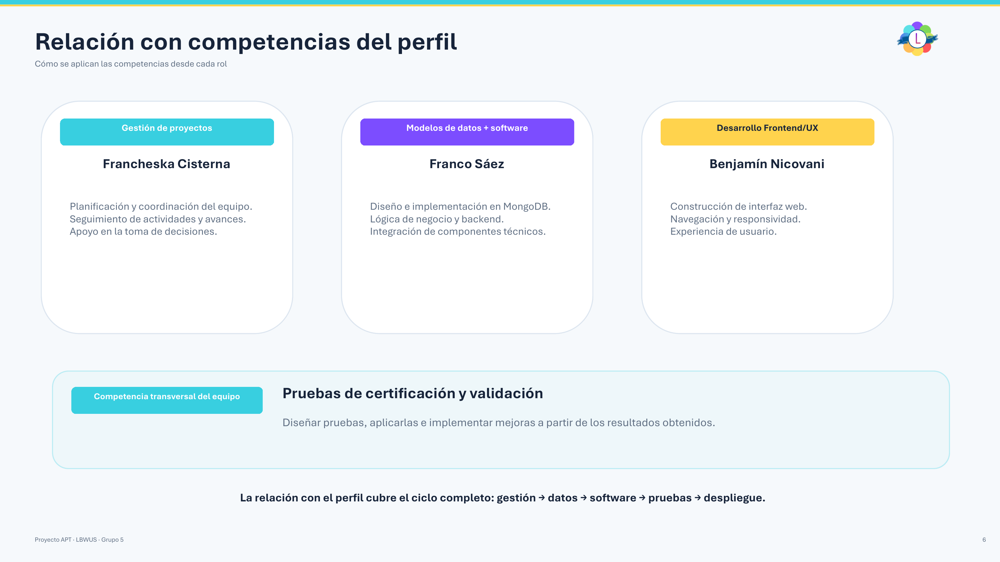 Relación con competencias del perfil
Cómo se aplican las competencias desde cada rol
L
Gestión de proyectos
Francheska Cisterna
Planificación y coordinación del equipo.
Seguimiento de actividades y avances.
Apoyo en la toma de decisiones.
Modelos de datos + software
Franco Sáez
Diseño e implementación en MongoDB.
Lógica de negocio y backend.
Integración de componentes técnicos.
Desarrollo Frontend/UX
Benjamín Nicovani
Construcción de interfaz web.
Navegación y responsividad.
Experiencia de usuario.
Competencia transversal del equipo
Pruebas de certificación y validación
Diseñar pruebas, aplicarlas e implementar mejoras a partir de los resultados obtenidos.
La relación con el perfil cubre el ciclo completo: gestión → datos → software → pruebas → despliegue.
Proyecto APT · LBWUS · Grupo 5
6